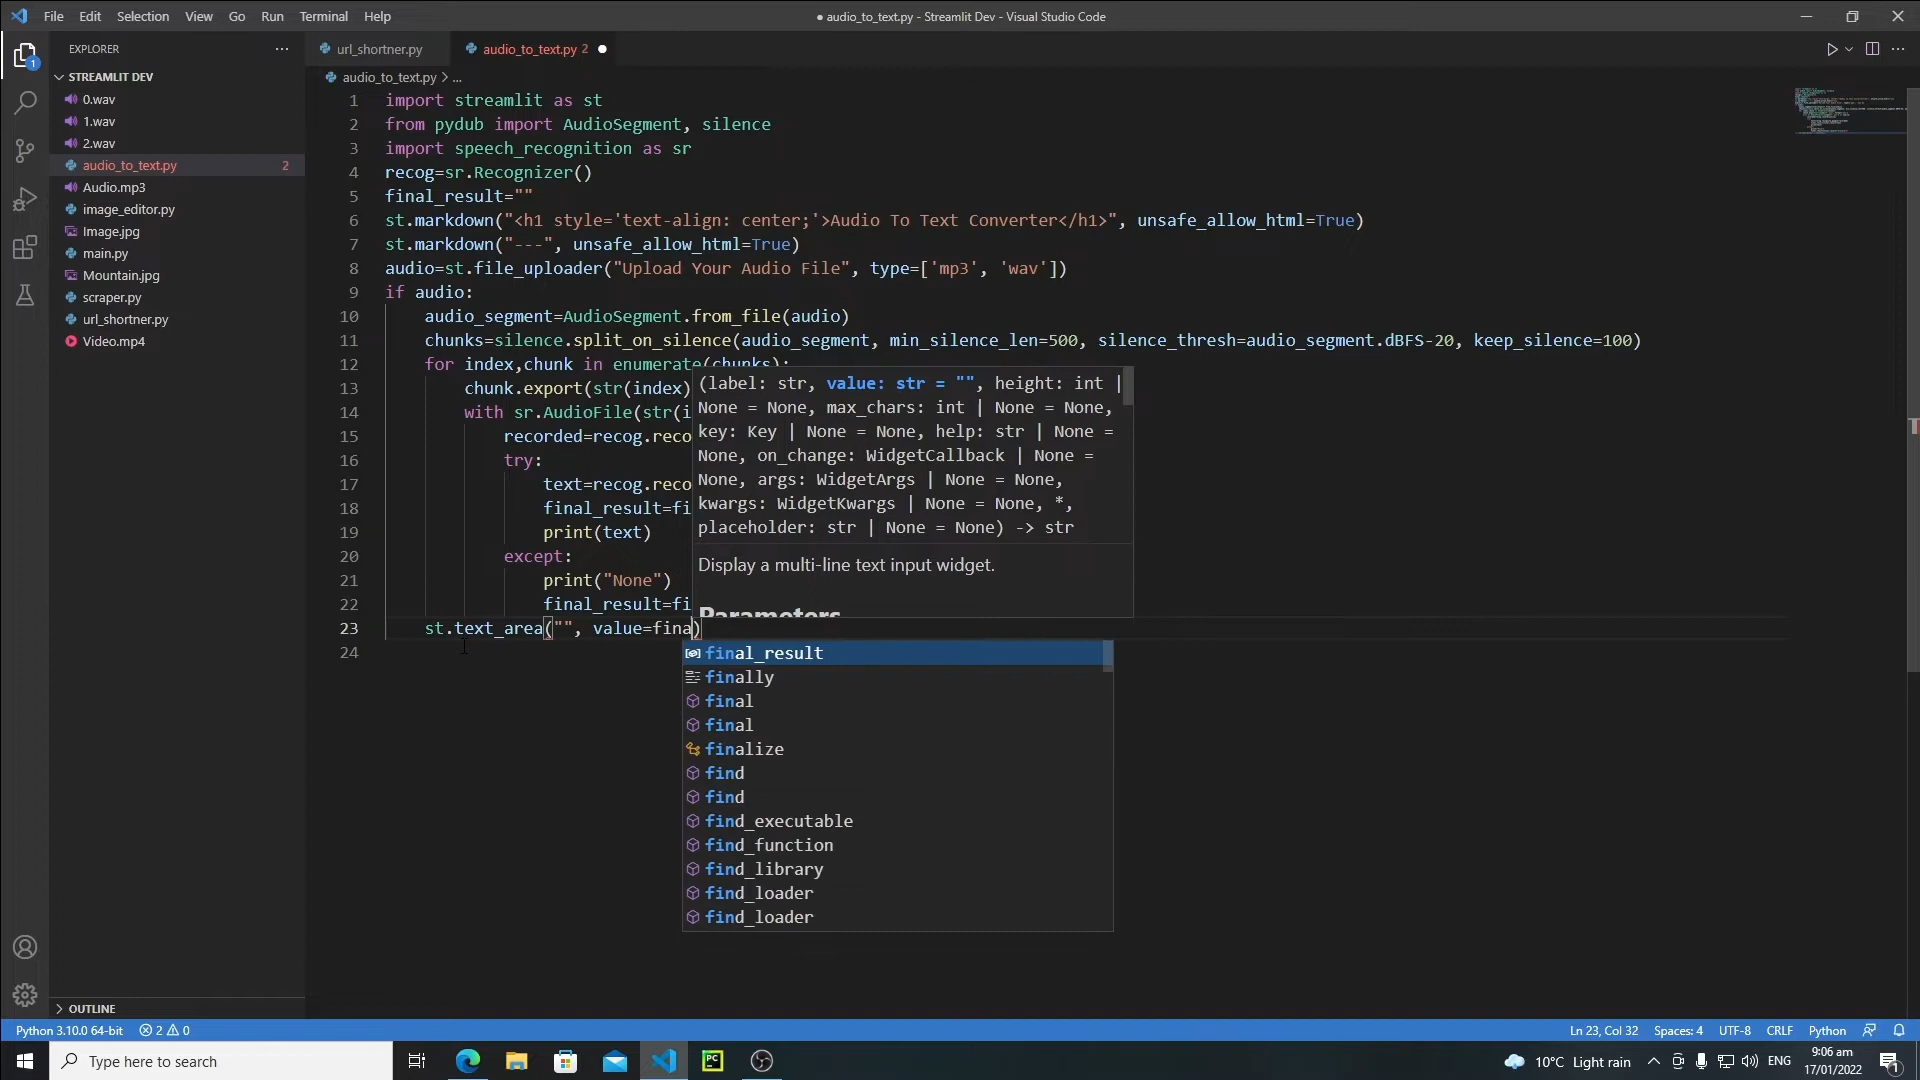 File Edit Selection View Go Run Terminal Help
● audio_to_text.py - Streamlit Dev - Visual Studio Code
EXPLORER ...
STREAMLIT DEV
0.wav
1.wav
2.wav
audio_to_text.py 2
Audio.mp3
image_editor.py
Image.jpg
main.py
Mountain.jpg
scraper.py
url_shortner.py
Video.mp4
OUTLINE
1
url_shortner.py audio_to_text.py 2 ●
audio_to_text.py > ...
1 import streamlit as st
2 from pydub import AudioSegment, silence
3 import speech_recognition as sr
4 recog=sr.Recognizer()
5 final_result=""
6 st.markdown("<h1 style='text-align: center;'>Audio To Text Converter</h1>", unsafe_allow_html=True)
7 st.markdown("---", unsafe_allow_html=True)
8 audio=st.file_uploader("Upload Your Audio File", type=['mp3', 'wav'])
9 if audio:
10 audio_segment=AudioSegment.from_file(audio)
11 chunks=silence.split_on_silence(audio_segment, min_silence_len=500, silence_thresh=audio_segment.dBFS-20, keep_silence=100)
12 for index,chunk in enumerate(chunks):
13 chunk.export(str(index)
14 with sr.AudioFile(str(i
15 recorded=recog.reco
16 try:
17 text=recog.reco
18 final_result=fi
19 print(text)
20 except:
21 print("None")
22 final_result=fi
23 st.text_area("", value=fina)
24
(label: str, value: str = "", height: int |
None = None, max_chars: int | None = None,
key: Key | None = None, help: str | None =
None, on_change: WidgetCallback | None =
None, args: WidgetArgs | None = None,
kwargs: WidgetKwargs | None = None, *,
placeholder: str | None = None) -> str
Display a multi-line text input widget.
Parameters
final_result
finally
final
final
finalize
find
find
find_executable
find_function
find_library
find_loader
find_loader
Python 3.10.0 64-bit 2 0 Ln 23, Col 32 Spaces: 4 UTF-8 CRLF Python
Type here to search
PC
10°C Light rain ENG 9:06 am
17/01/2022
1